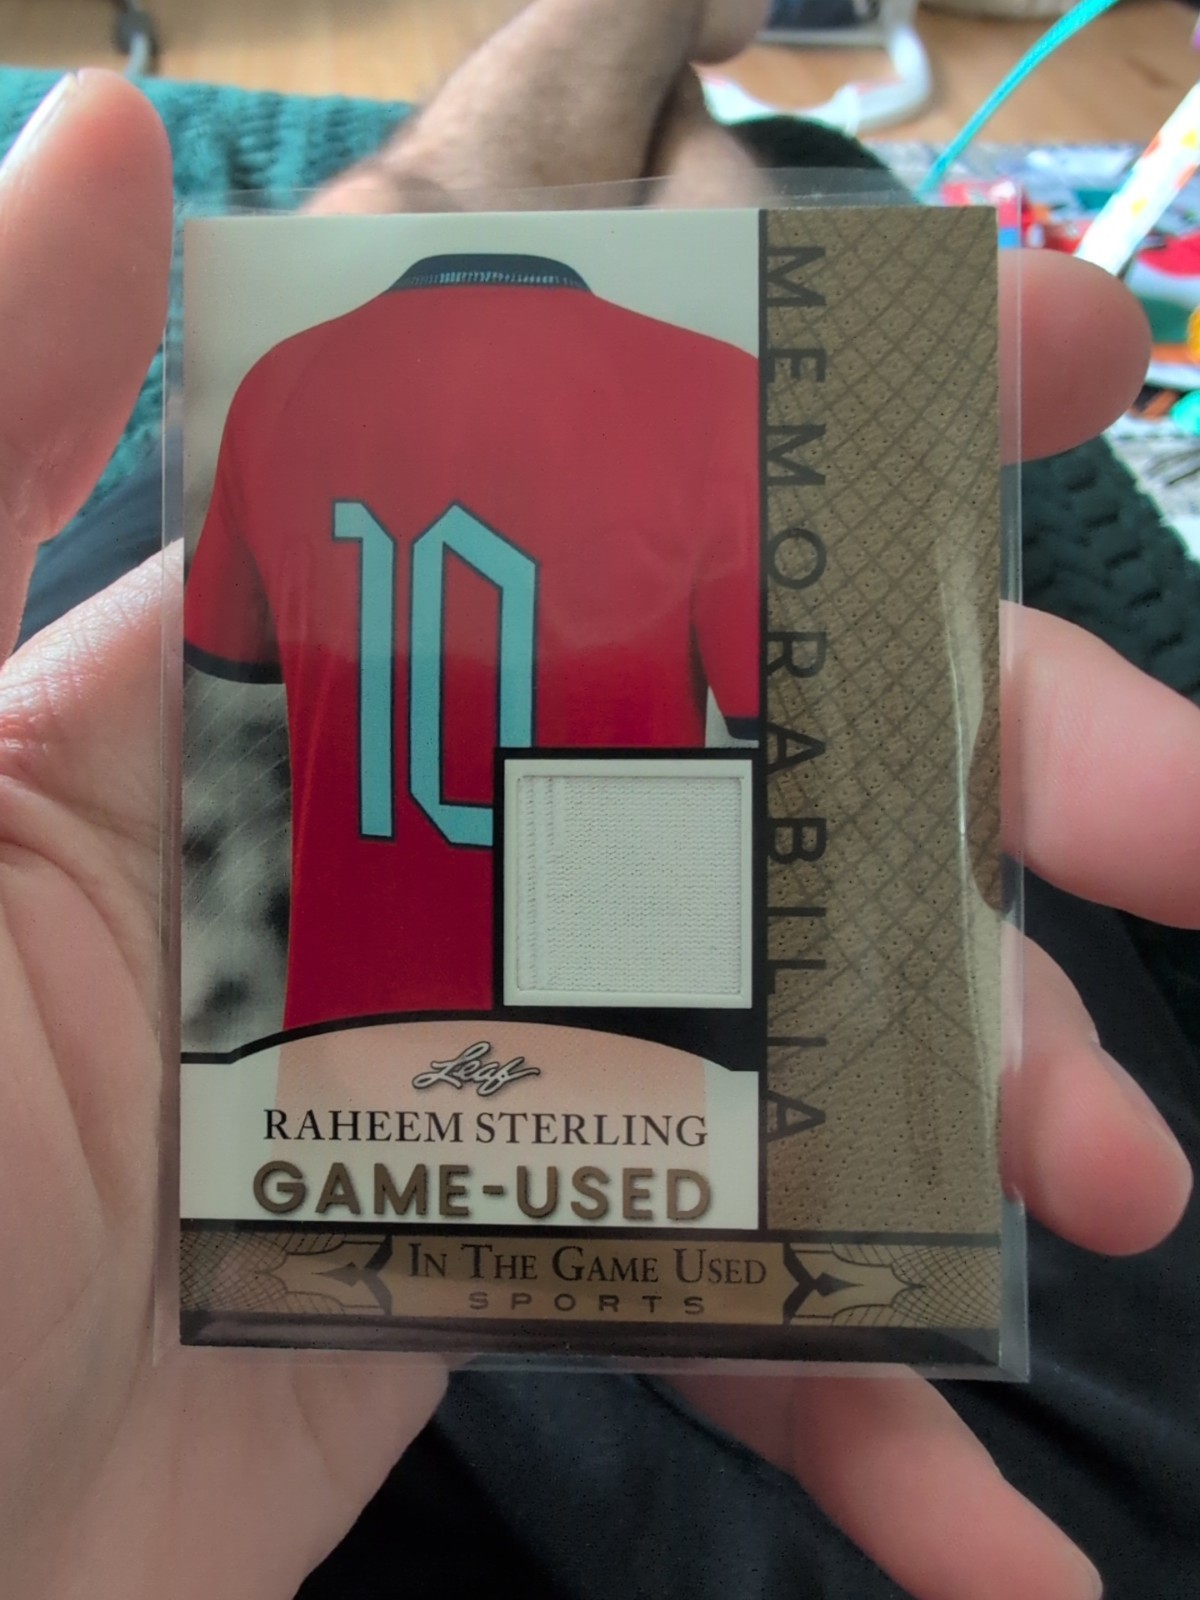 10
MEMORABILIA
Leaf
RAHEEM STERLING
GAME-USED
IN THE GAME USED
SPORTS